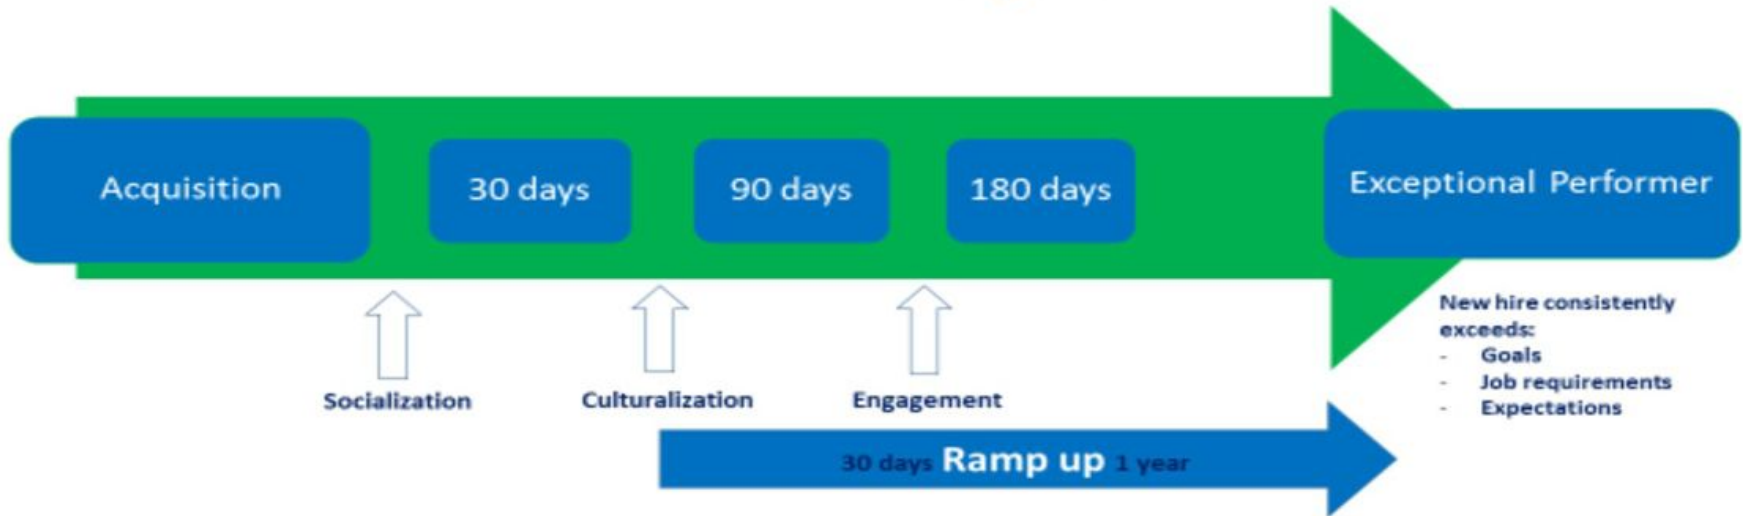 Acquisition
30 days
90 days
180 days
Exceptional Performer
New hire consistently
exceeds:
- Goals
- Job requirements
- Expectations
Socialization
Culturalization
Engagement
30 days Ramp up 1 year